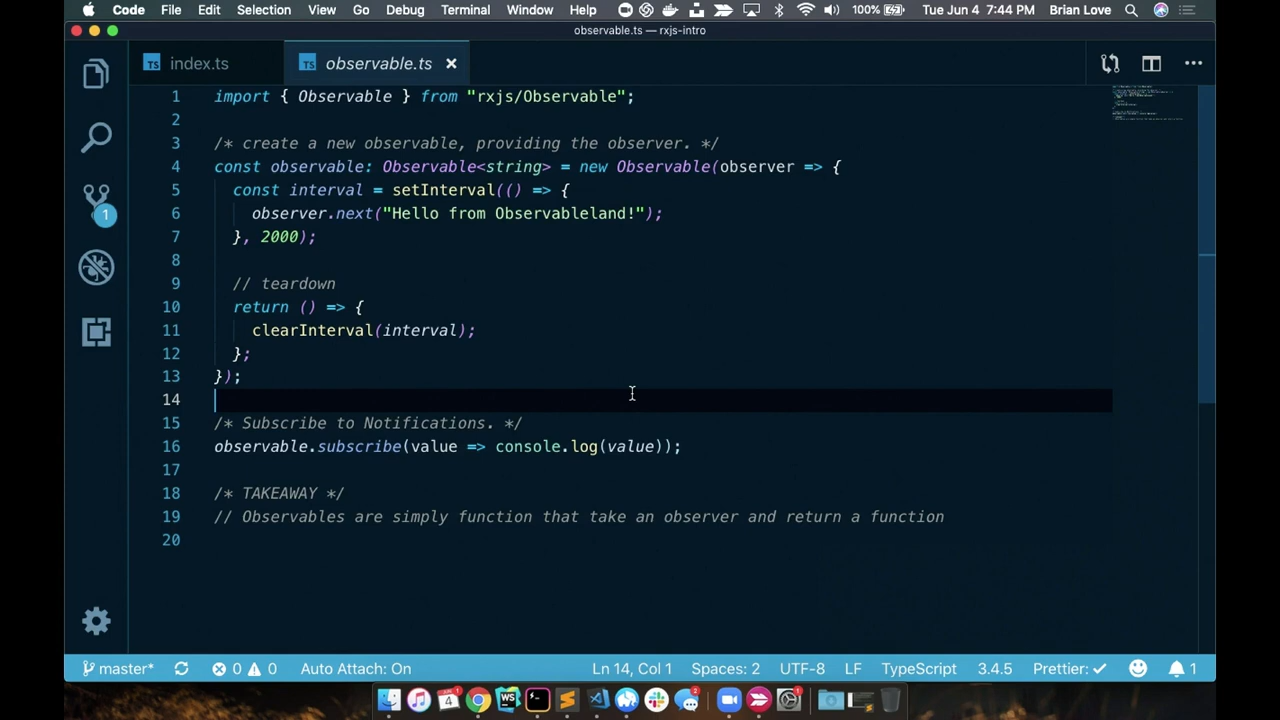 Code File Edit Selection View Go Debug Terminal Window Help 100% Tue Jun 4 7:44 PM Brian Love
observable.ts — rxjs-intro
TS index.ts TS observable.ts
1 import { Observable } from "rxjs/Observable";
2
3 /* create a new observable, providing the observer. */
4 const observable: Observable<string> = new Observable(observer => {
5 const interval = setInterval(() => {
6 observer.next("Hello from Observableland!");
7 }, 2000);
8
9 // teardown
10 return () => {
11 clearInterval(interval);
12 };
13 });
14
15 /* Subscribe to Notifications. */
16 observable.subscribe(value => console.log(value));
17
18 /* TAKEAWAY */
19 // Observables are simply function that take an observer and return a function
20
1
master* 0 0 Auto Attach: On Ln 14, Col 1 Spaces: 2 UTF-8 LF TypeScript 3.4.5 Prettier: 1
4 WS 2